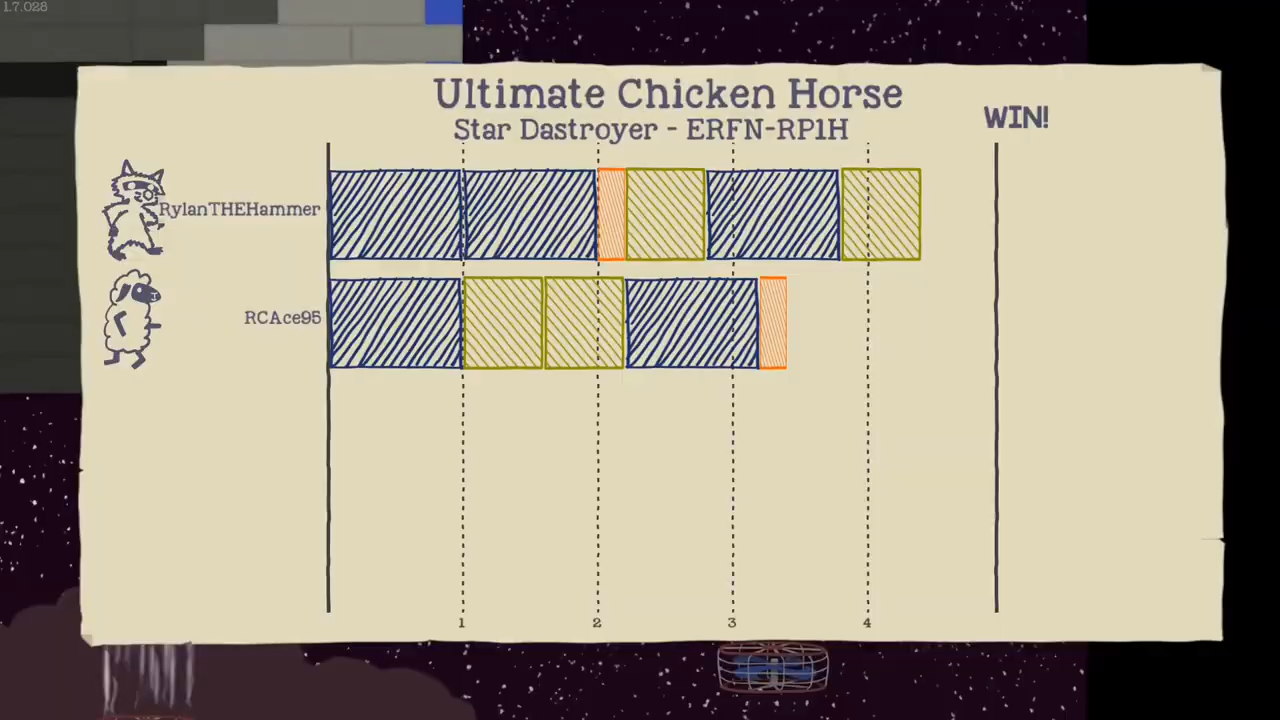 1.7.028
Ultimate Chicken Horse
Star Dastroyer - ERFN-RP1H
WIN!
RylanTHEHammer
RCAce95
1 2 3 4